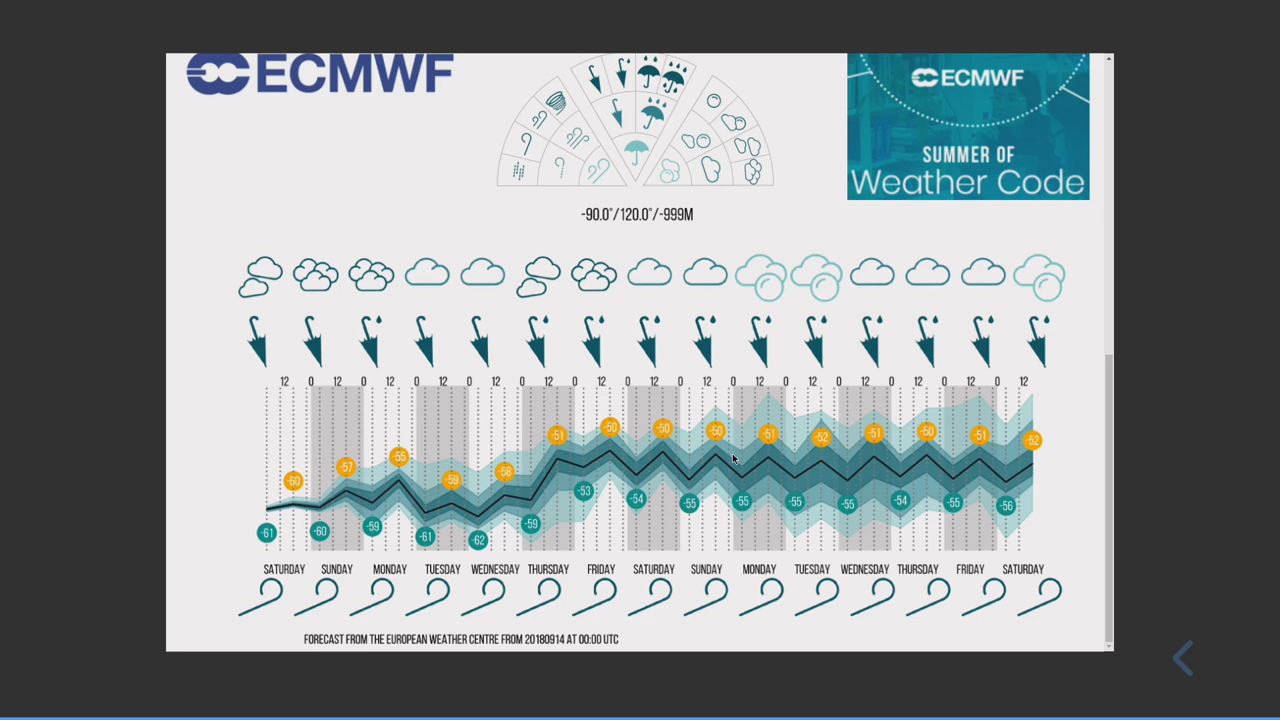 ECMWF
ECMWF
SUMMER OF
Weather Code
-90.0°/120.0°/-999M
12 0 12 0 12 0 12 0 12 0 12 0 12 0 12 0 12 0 12 0 12 0 12 0 12 0 12 0 12
-60 -57 -55 -59 -58 -51 -50 -50 -50 -51 -52 -51 -50 -51 -52
-61 -60 -59 -61 -62 -59 -53 -54 -55 -55 -55 -55 -54 -55 -56
SATURDAY SUNDAY MONDAY TUESDAY WEDNESDAY THURSDAY FRIDAY SATURDAY SUNDAY MONDAY TUESDAY WEDNESDAY THURSDAY FRIDAY SATURDAY
FORECAST FROM THE EUROPEAN WEATHER CENTRE FROM 20180914 AT 00:00 UTC